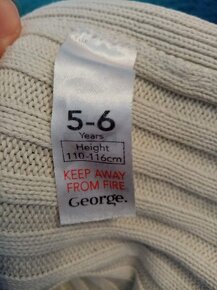 5-6
Years
Height
110-116cm
KEEP AWAY
FROM FIRE
George.